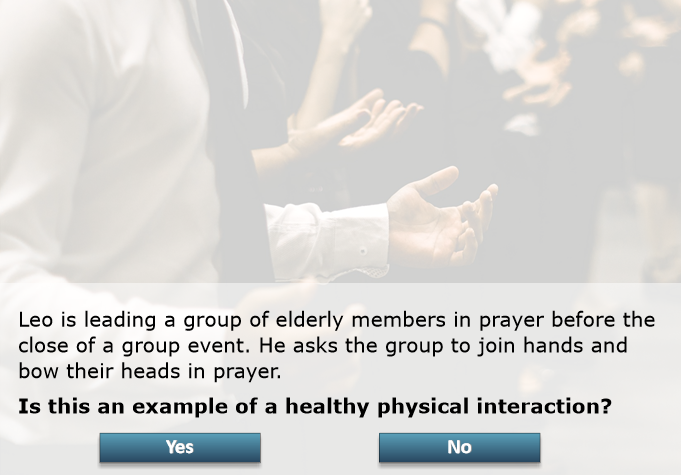 Leo is leading a group of elderly members in prayer before the
close of a group event. He asks the group to join hands and
bow their heads in prayer.
Is this an example of a healthy physical interaction?
Yes
No